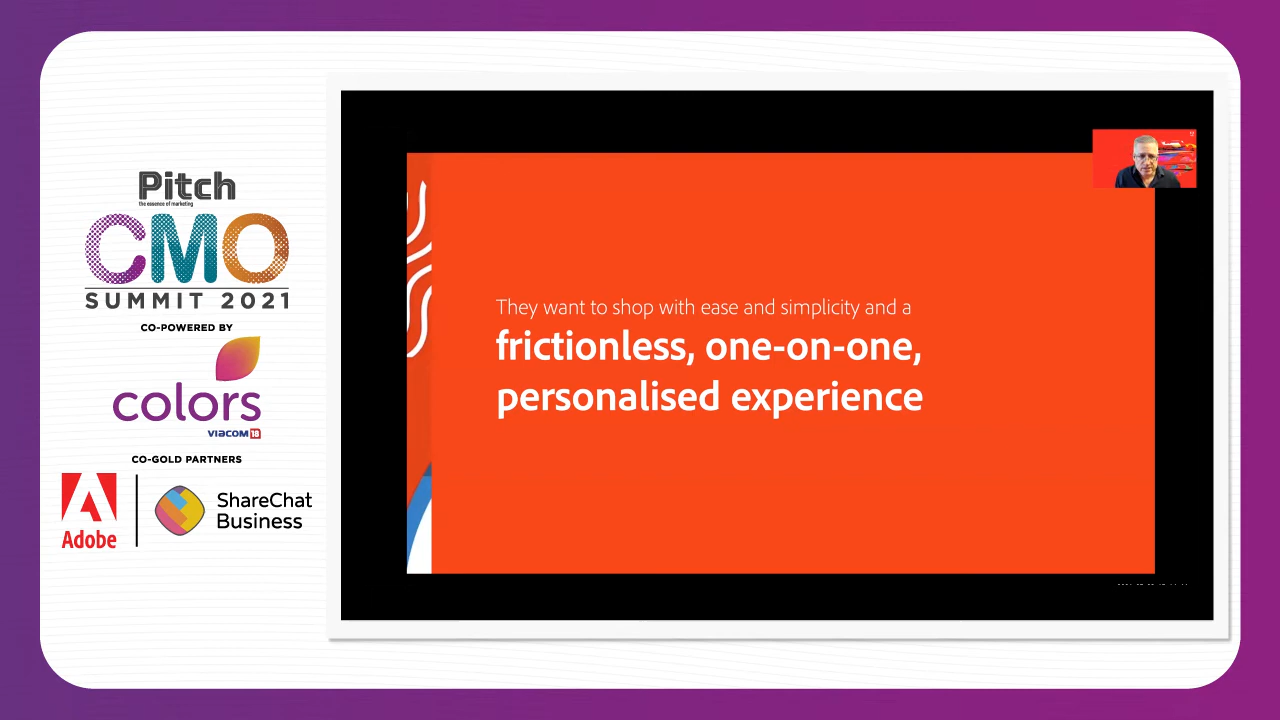 Pitch
the essence of marketing
CMO
SUMMIT 2021
CO-POWERED BY
colors
VIACOM18
CO-GOLD PARTNERS
Adobe
ShareChat
Business
They want to shop with ease and simplicity and a
frictionless, one-on-one,
personalised experience